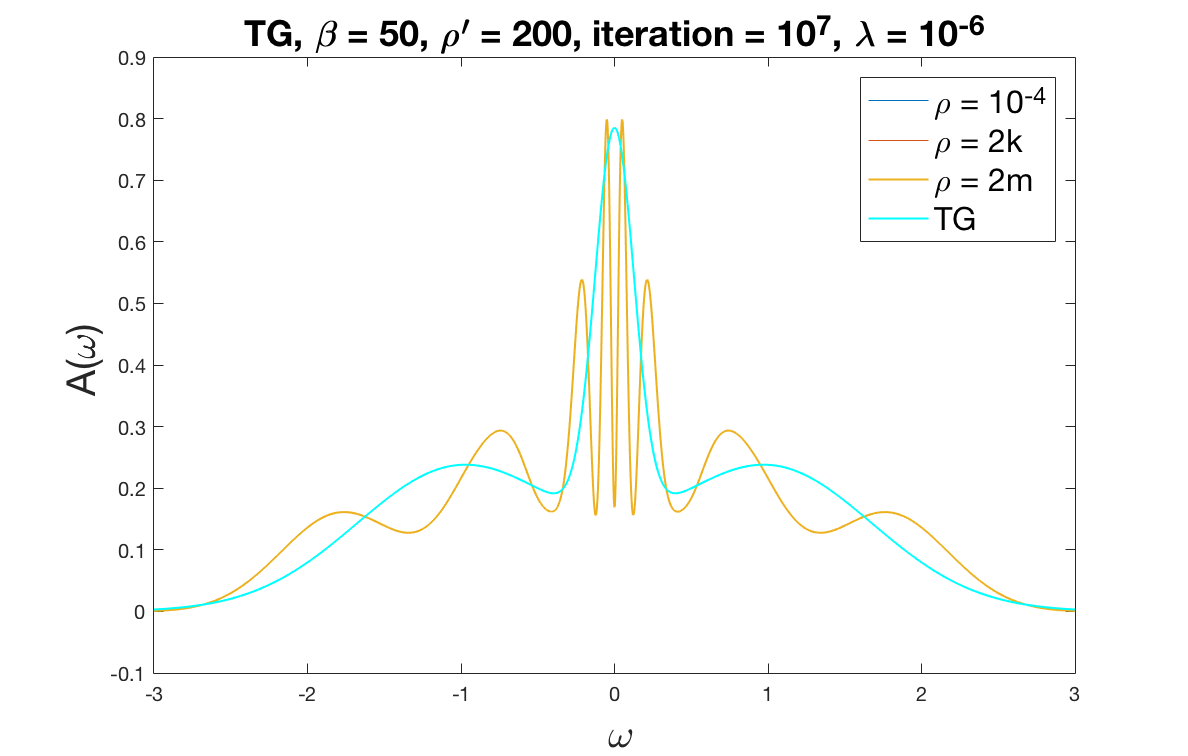 TG, β = 50, ρ′ = 200, iteration = 10⁷, λ = 10⁻⁶
0.9
0.8
0.7
0.6
0.5
0.4
0.3
0.2
0.1
0
-0.1
A(ω)
ρ = 10⁻⁴
ρ = 2k
ρ = 2m
TG
-3 -2 -1 0 1 2 3
ω